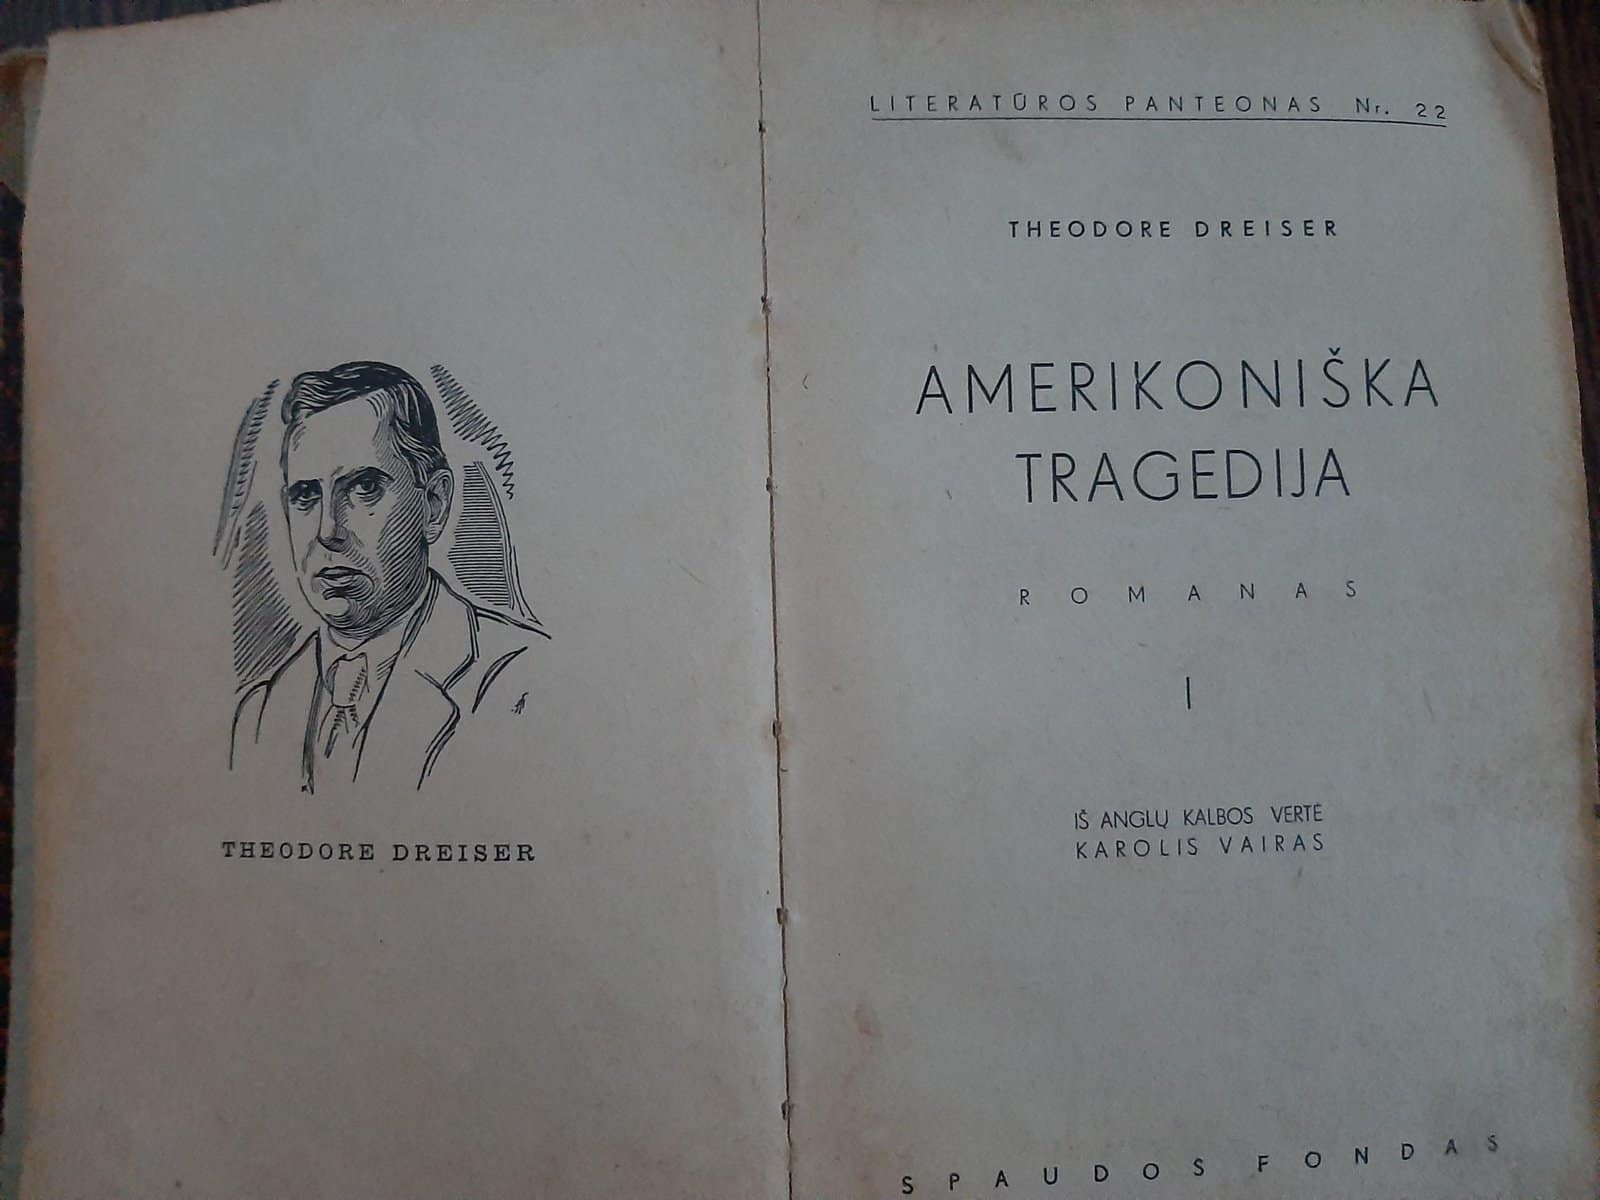 THEODORE DREISER
LITERATŪROS PANTEONAS Nr. 22
THEODORE DREISER
AMERIKONIŠKA
TRAGEDIJA
ROMANAS
I
IŠ ANGLŲ KALBOS VERTĖ
KAROLIS VAIRAS
SPAUDOS FONDAS